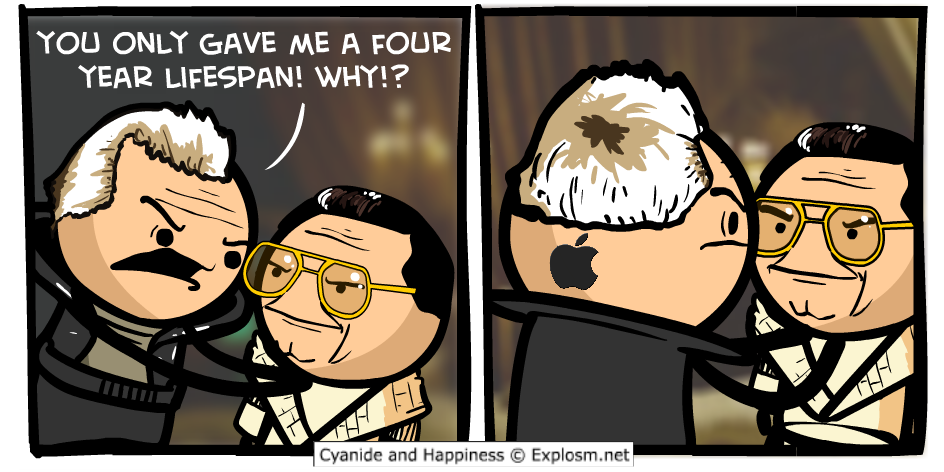 YOU ONLY GAVE ME A FOUR
YEAR LIFESPAN! WHY!?
Cyanide and Happiness © Explosm.net